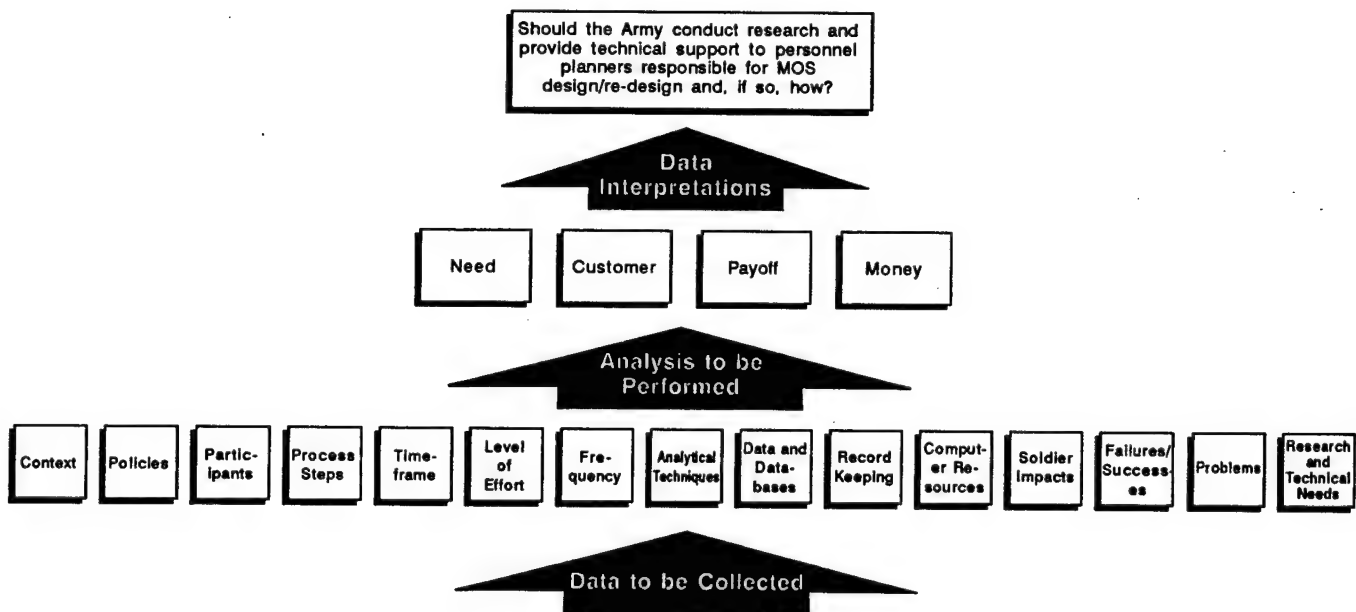 Should the Army conduct research and
provide technical support to personnel
planners responsible for MOS
design/re-design and, if so, how?
Data
Interpretations
Need
Customer
Payoff
Money
Analysis to be
Performed
Context
Policies
Partic-
ipants
Process
Steps
Time-
frame
Level
of
Effort
Fre-
quency
Analytical
Techniques
Data and
Data-
bases
Record
Keeping
Comput-
er Re-
sources
Soldier
Impacts
Failures/
Success-
es
Problems
Research
and
Technical
Needs
Data to be Collected